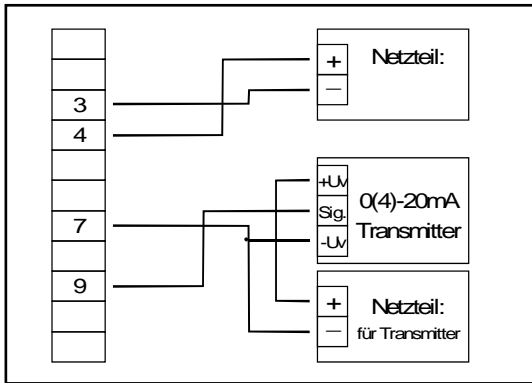 3
4
7
9
+
−
Netzteil:
+Uv
Sig.
-Uv
0(4)-20mA
Transmitter
+
−
Netzteil:
für Transmitter